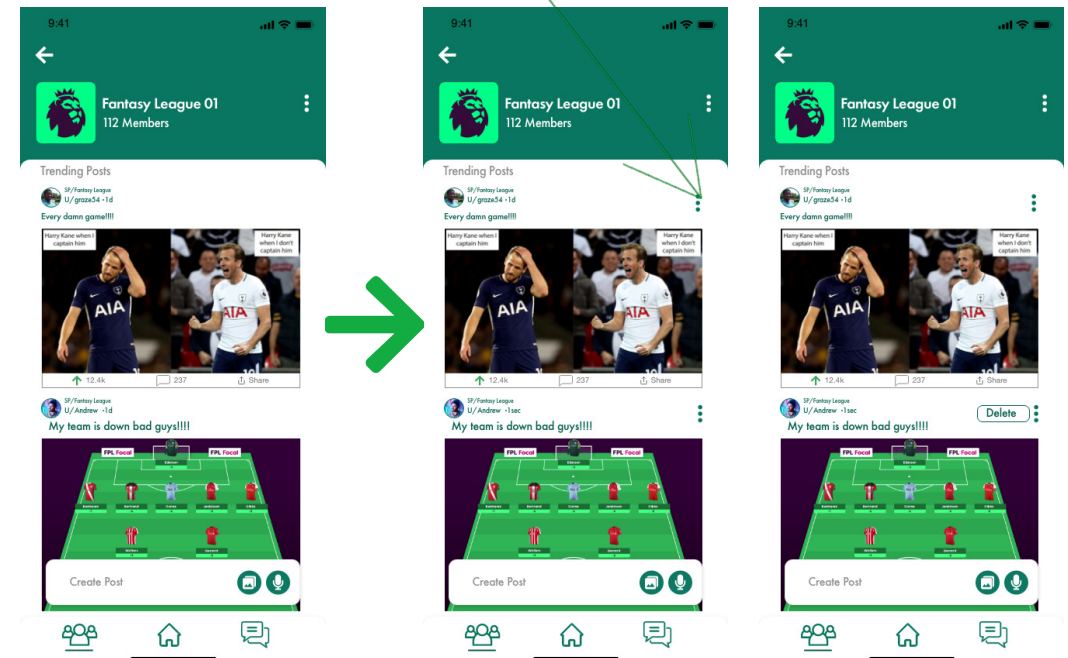 9:41
Fantasy League 01
112 Members
Trending Posts
SP/Fantasy League
U/graze54 •1d
Every damn game!!!!
Harry Kane when I
captain him
Harry Kane
when I don't
captain him
AIA
AIA
12.4k
237
Share
SP/Fantasy League
U/Andrew •1d
My team is down bad guys!!!!
FPL Focal
FPL Focal
Create Post
9:41
Fantasy League 01
112 Members
Trending Posts
SP/Fantasy League
U/graze54 •1d
Every damn game!!!!
Harry Kane when I
captain him
Harry Kane
when I don't
captain him
AIA
AIA
12.4k
237
Share
SP/Fantasy League
U/Andrew •1sec
My team is down bad guys!!!!
FPL Focal
FPL Focal
Create Post
9:41
Fantasy League 01
112 Members
Trending Posts
SP/Fantasy League
U/graze54 •1d
Every damn game!!!!
Harry Kane when I
captain him
Harry Kane
when I don't
captain him
AIA
AIA
12.4k
237
Share
SP/Fantasy League
U/Andrew •1sec
Delete
My team is down bad guys!!!!
FPL Focal
FPL Focal
Create Post